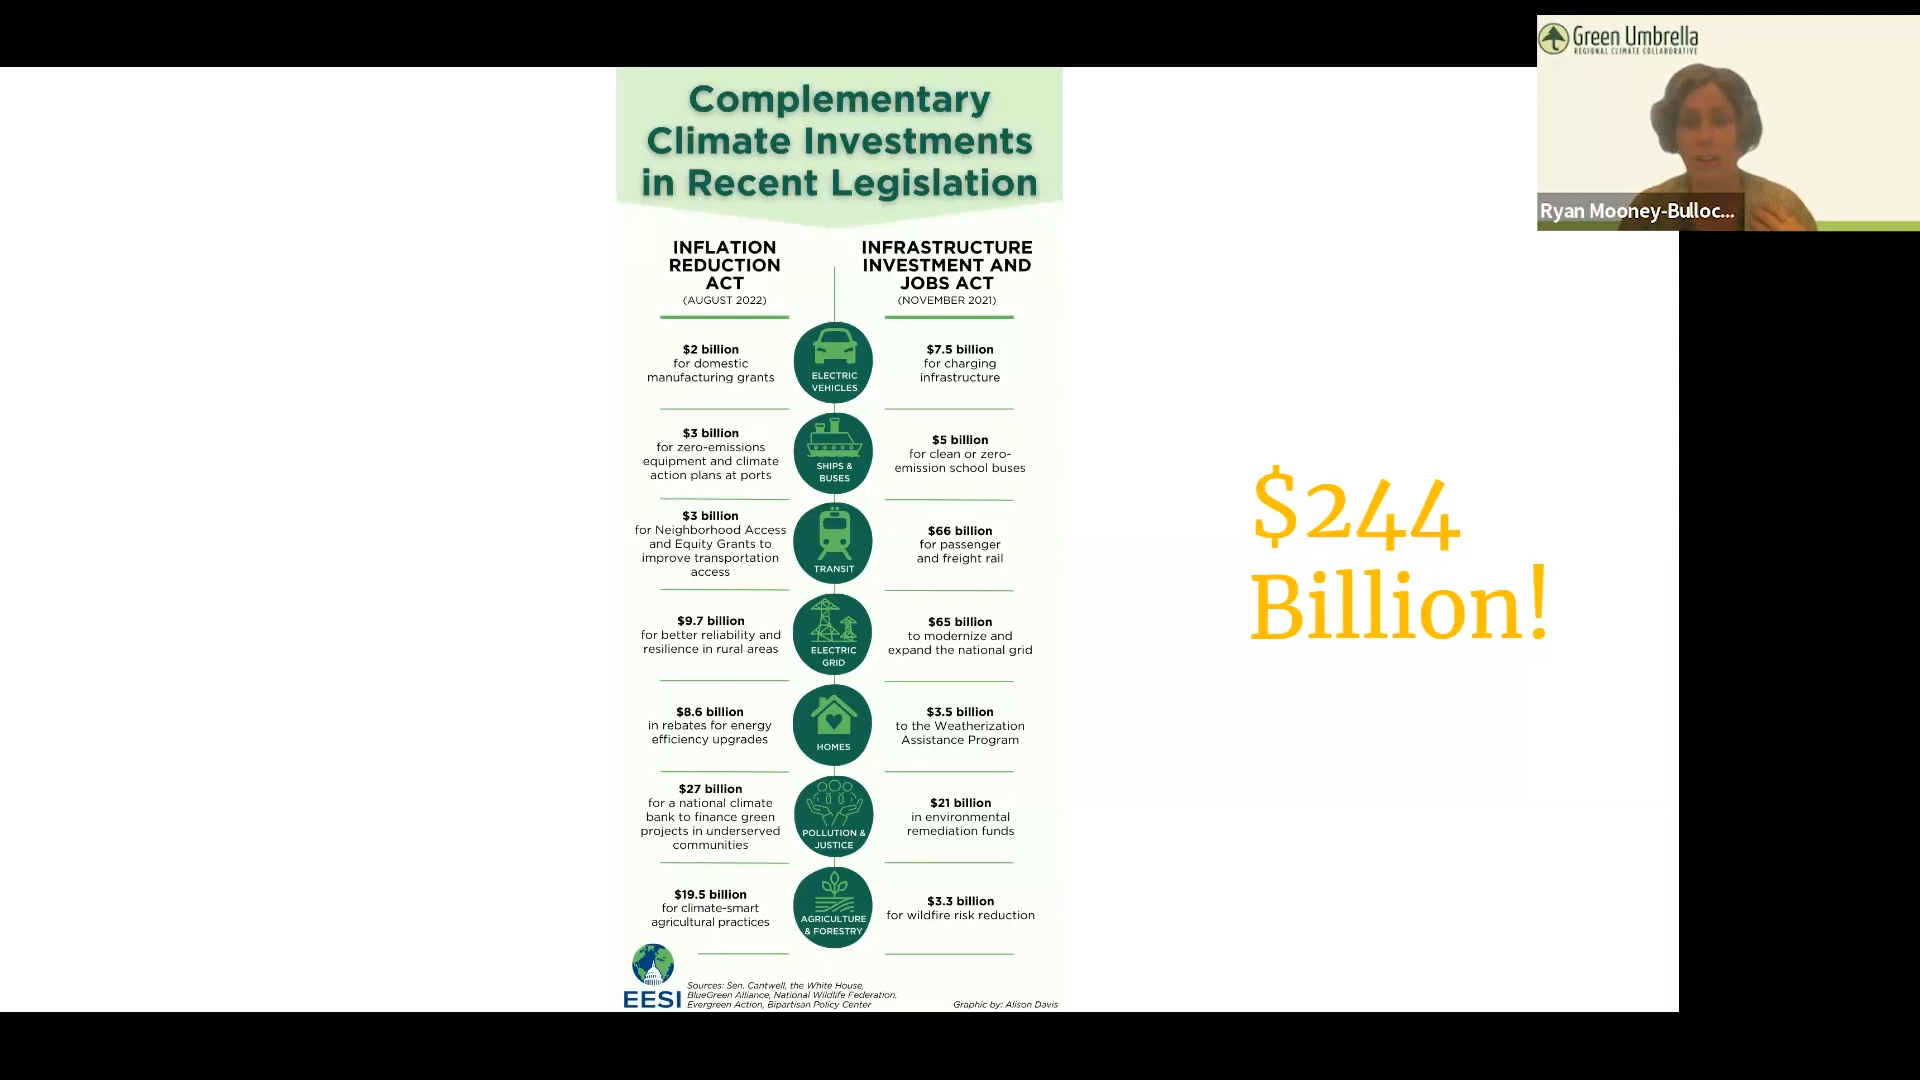 Complementary
Climate Investments
in Recent Legislation
INFLATION
REDUCTION
ACT
(AUGUST 2022)
INFRASTRUCTURE
INVESTMENT AND
JOBS ACT
(NOVEMBER 2021)
$2 billion
for domestic
manufacturing grants
ELECTRIC
VEHICLES
$7.5 billion
for charging
infrastructure
$3 billion
for zero-emissions
equipment and climate
action plans at ports
SHIPS &
BUSES
$5 billion
for clean or zero-
emission school buses
$3 billion
for Neighborhood Access
and Equity Grants to
improve transportation
access
TRANSIT
$66 billion
for passenger
and freight rail
$9.7 billion
for better reliability and
resilience in rural areas
ELECTRIC
GRID
$65 billion
to modernize and
expand the national grid
$8.6 billion
in rebates for energy
efficiency upgrades
HOMES
$3.5 billion
to the Weatherization
Assistance Program
$27 billion
for a national climate
bank to finance green
projects in underserved
communities
POLLUTION &
JUSTICE
$21 billion
in environmental
remediation funds
$19.5 billion
for climate-smart
agricultural practices
AGRICULTURE
& FORESTRY
$3.3 billion
for wildfire risk reduction
EESI
Sources: Sen. Cantwell, the White House,
BlueGreen Alliance, National Wildlife Federation,
Evergreen Action, Bipartisan Policy Center
Graphic by: Alison Davis
$244
Billion!
Green Umbrella
REGIONAL CLIMATE COLLABORATIVE
Ryan Mooney-Bulloc...